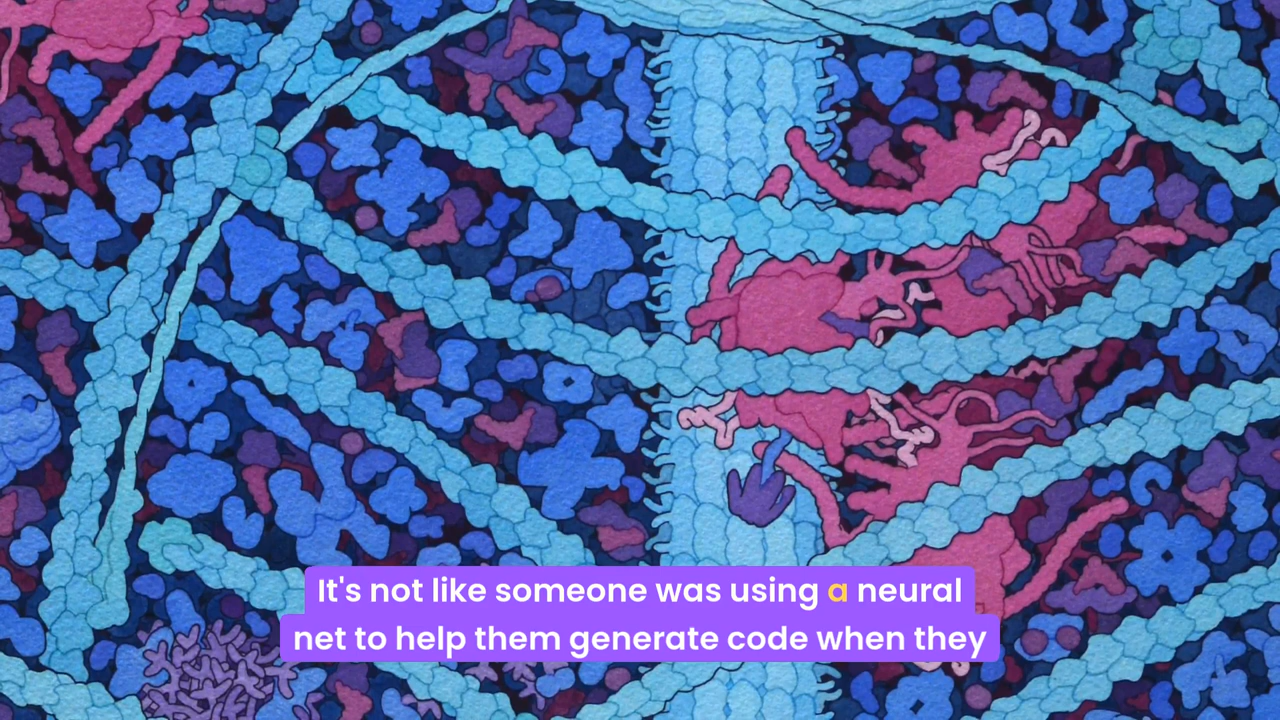 It's not like someone was using a neural
net to help them generate code when they